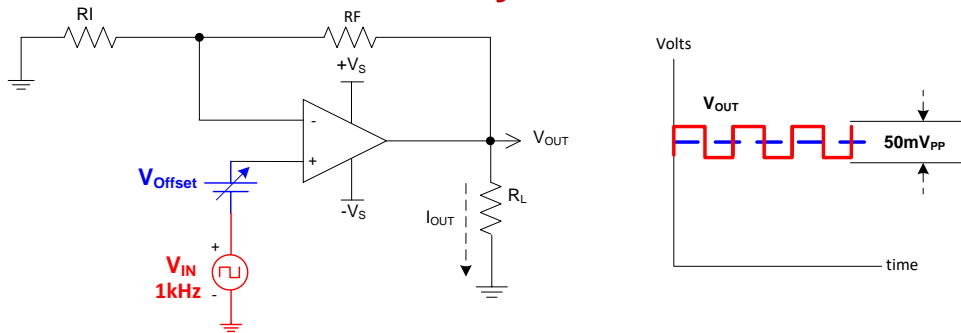 RI
RF
+VS
-
+
VOUT
VOffset
-VS
RL
IOUT
+
VIN
1kHz
-
Volts
VOUT
50mVPP
time